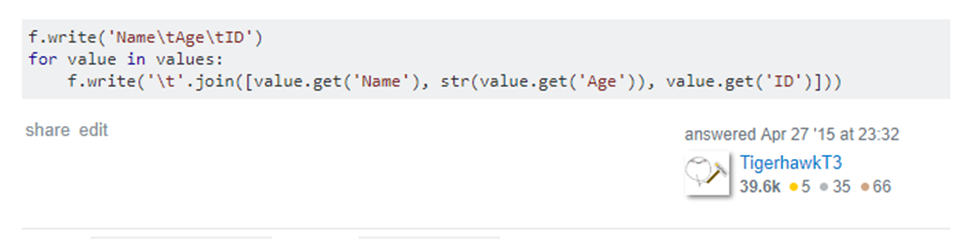 f.write('Name\tAge\tID')
for value in values:
    f.write('\t'.join([value.get('Name'), str(value.get('Age')), value.get('ID')]))
share edit
answered Apr 27 '15 at 23:32
TigerhawkT3
39.6k ●5 ●35 ●66